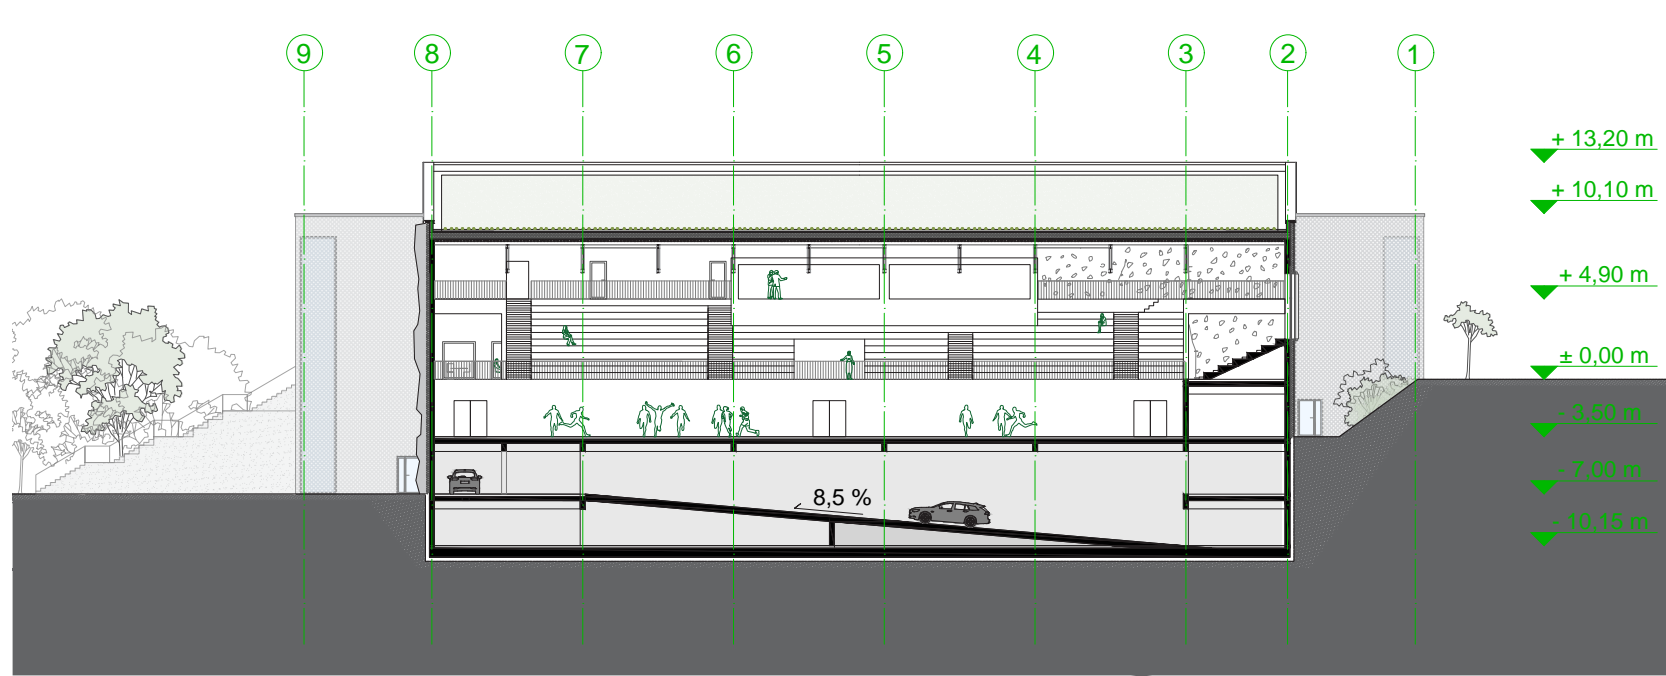 9 8 7 6 5 4 3 2 1
+ 13,20 m
+ 10,10 m
+ 4,90 m
± 0,00 m
- 3,50 m
- 7,00 m
8,5 %
- 10,15 m